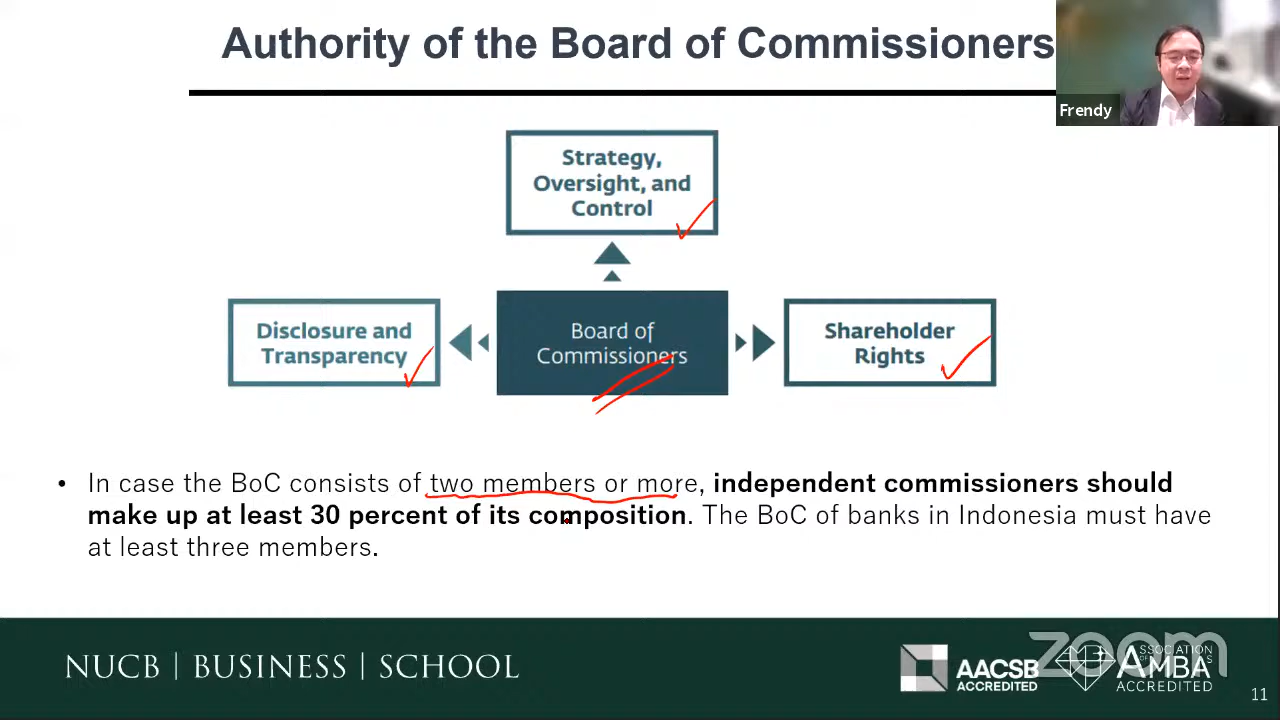 Authority of the Board of Commissioners
Frendy
Strategy,
Oversight, and
Control
Disclosure and
Transparency
Board of
Commissioners
Shareholder
Rights
• In case the BoC consists of two members or more, independent commissioners should
make up at least 30 percent of its composition. The BoC of banks in Indonesia must have
at least three members.
NUCB | BUSINESS | SCHOOL
AACSB
ACCREDITED
zoom
ASSOCIATION
AMBA
ACCREDITED
11